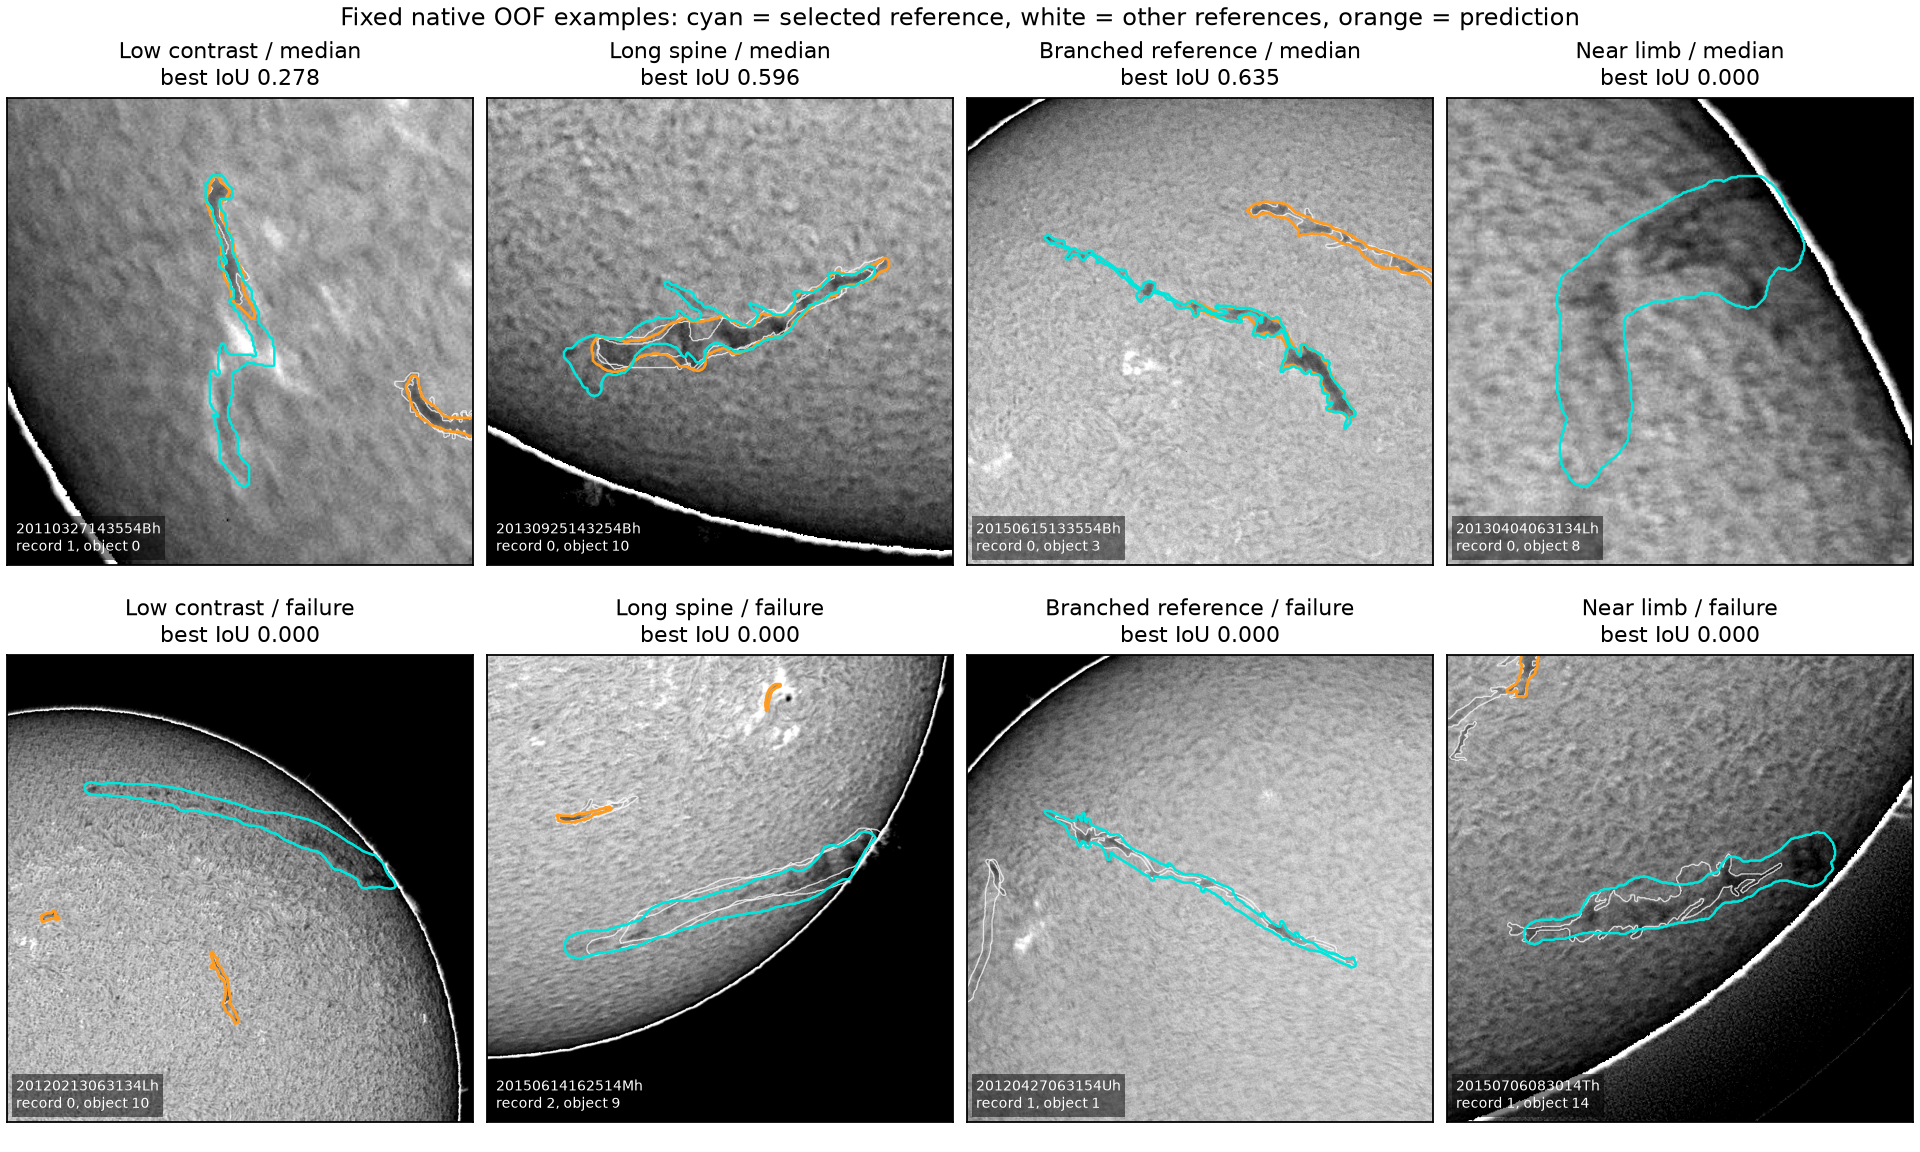 Fixed native OOF examples: cyan = selected reference, white = other references, orange = prediction
Low contrast / median
best IoU 0.278
Long spine / median
best IoU 0.596
Branched reference / median
best IoU 0.635
Near limb / median
best IoU 0.000
20110327143554Bh
record 1, object 0
20130925143254Bh
record 0, object 10
20150615133554Bh
record 0, object 3
20130404063134Lh
record 0, object 8
Low contrast / failure
best IoU 0.000
Long spine / failure
best IoU 0.000
Branched reference / failure
best IoU 0.000
Near limb / failure
best IoU 0.000
20120213063134Lh
record 0, object 10
20150614162514Mh
record 2, object 9
20120427063154Uh
record 1, object 1
20150706083014Th
record 1, object 14